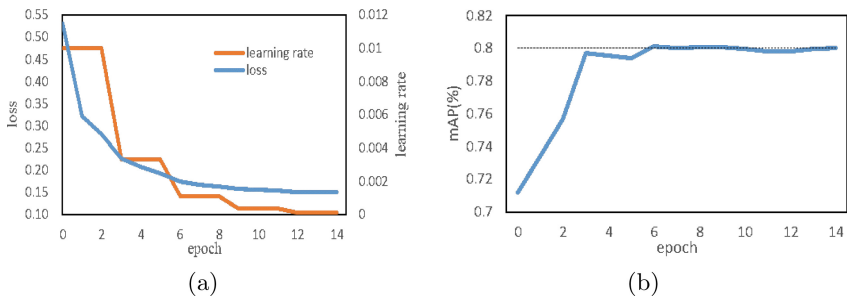 0.55
0.50
0.45
0.40
0.35
0.30
0.25
0.20
0.15
0.10
loss
learning rate
loss
0.012
0.01
0.008
0.006
0.004
0.002
0
learning rate
0 2 4 6 8 10 12 14
epoch
(a)
0.82
0.8
0.78
0.76
0.74
0.72
0.7
mAP(%)
0 2 4 6 8 10 12 14
epoch
(b)